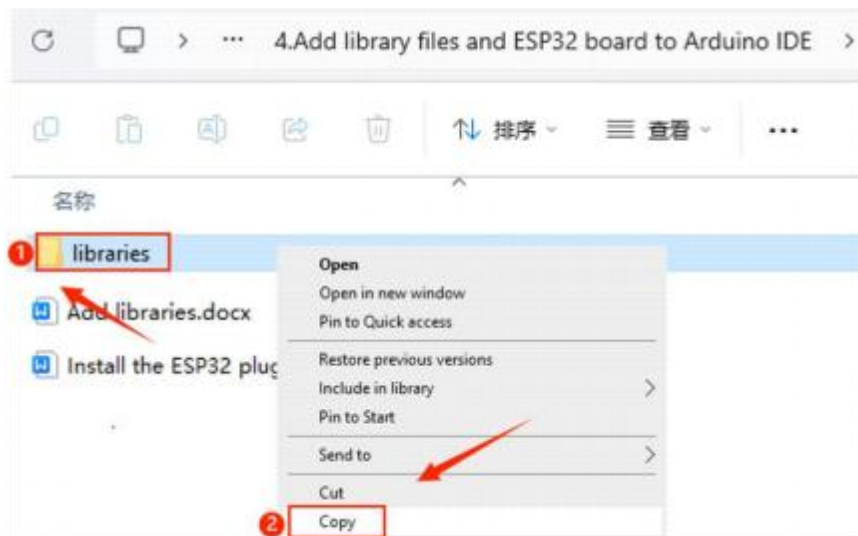 4.Add library files and ESP32 board to Arduino IDE
排序 查看
名称
1 libraries
Add libraries.docx
Install the ESP32 plug
Open
Open in new window
Pin to Quick access
Restore previous versions
Include in library
Pin to Start
Send to
Cut
2 Copy